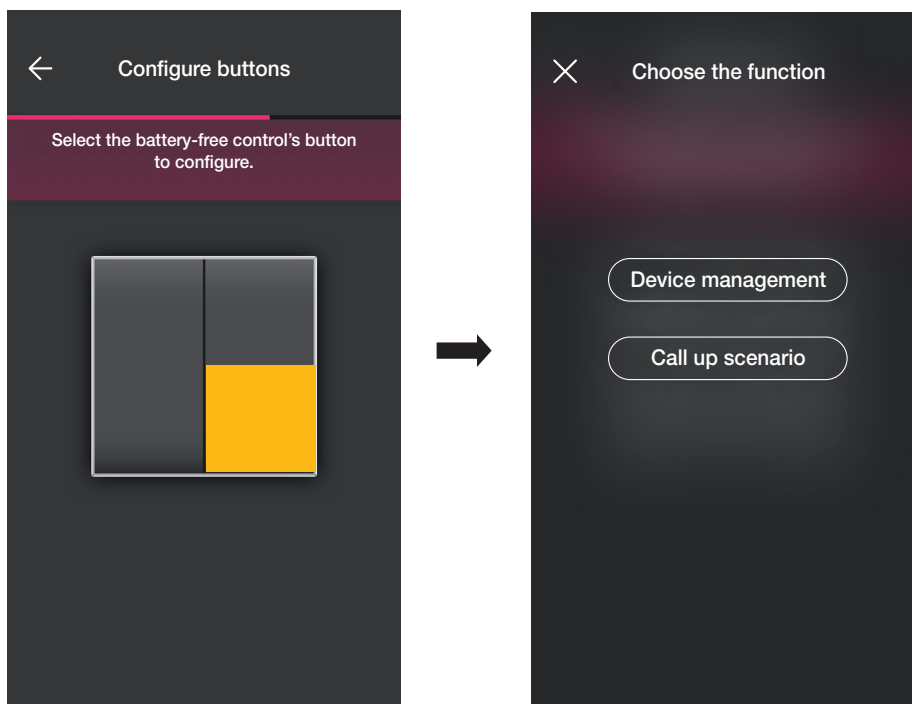 Configure buttons
Select the battery-free control's button
to configure.
Choose the function
Device management
Call up scenario